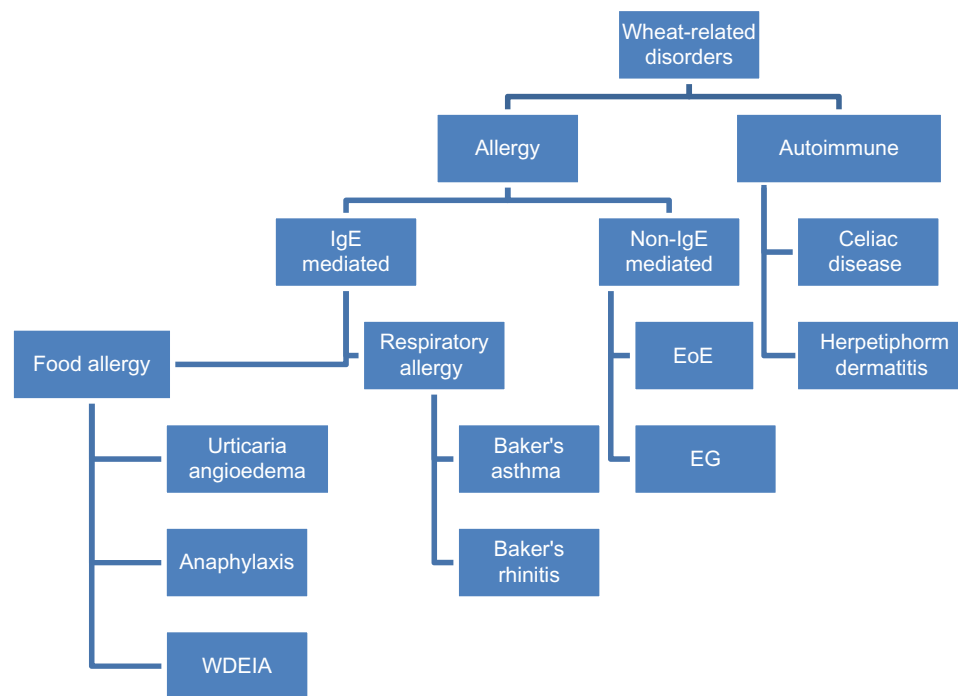 Wheat-related
disorders
Allergy
Autoimmune
IgE
mediated
Non-IgE
mediated
Celiac
disease
Food allergy
Respiratory
allergy
EoE
Herpetiphorm
dermatitis
Urticaria
angioedema
Baker's
asthma
EG
Anaphylaxis
Baker's
rhinitis
WDEIA